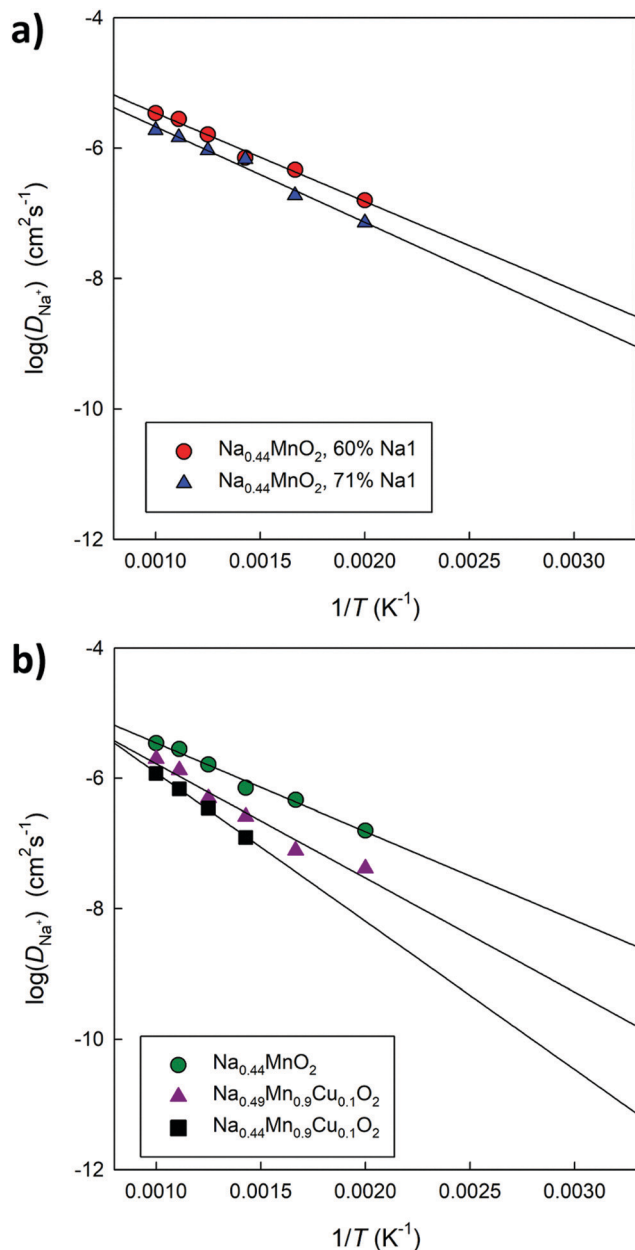 a)
-4
-6
-8
-10
-12
log(D_Na⁺) (cm²s⁻¹)
Na₀.₄₄MnO₂, 60% Na1
Na₀.₄₄MnO₂, 71% Na1
0.0010 0.0015 0.0020 0.0025 0.0030
1/T (K⁻¹)
b)
-4
-6
-8
-10
-12
log(D_Na⁺) (cm²s⁻¹)
Na₀.₄₄MnO₂
Na₀.₄₉Mn₀.₉Cu₀.₁O₂
Na₀.₄₄Mn₀.₉Cu₀.₁O₂
0.0010 0.0015 0.0020 0.0025 0.0030
1/T (K⁻¹)